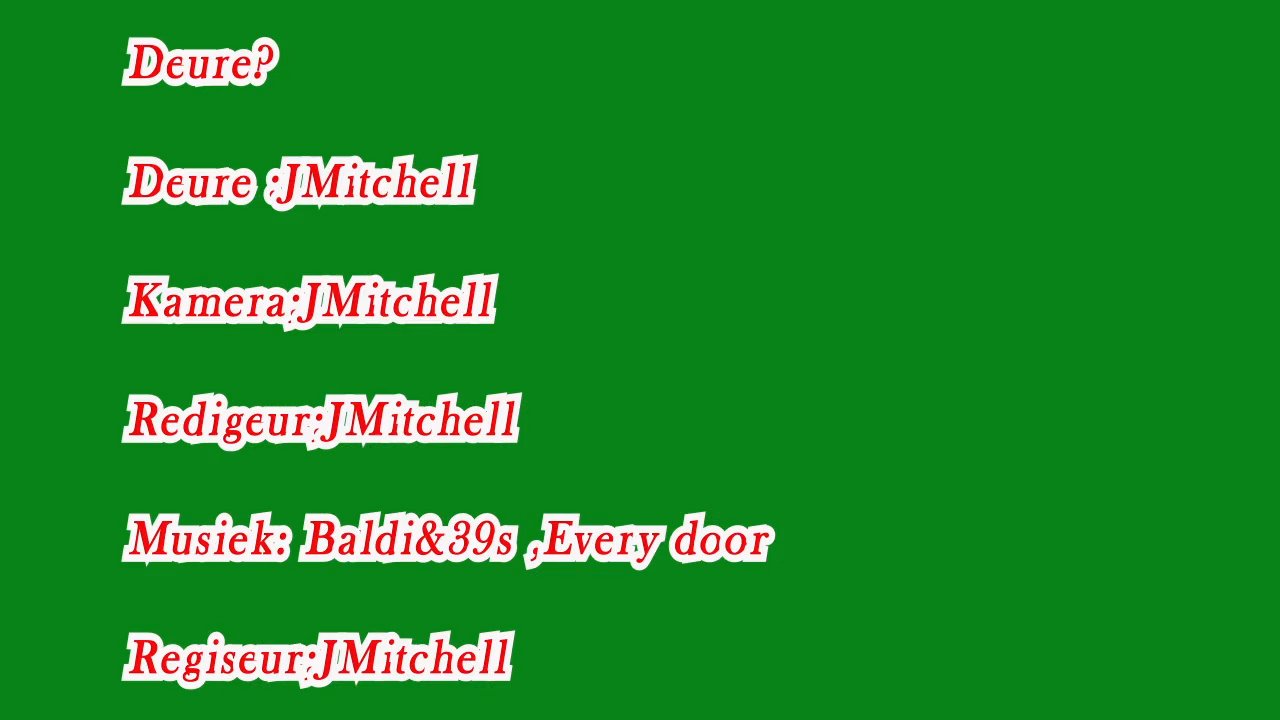 Deure?
Deure :JMitchell
Kamera;JMitchell
Redigeur;JMitchell
Musiek: Baldi&39s ,Every door
Regiseur;JMitchell